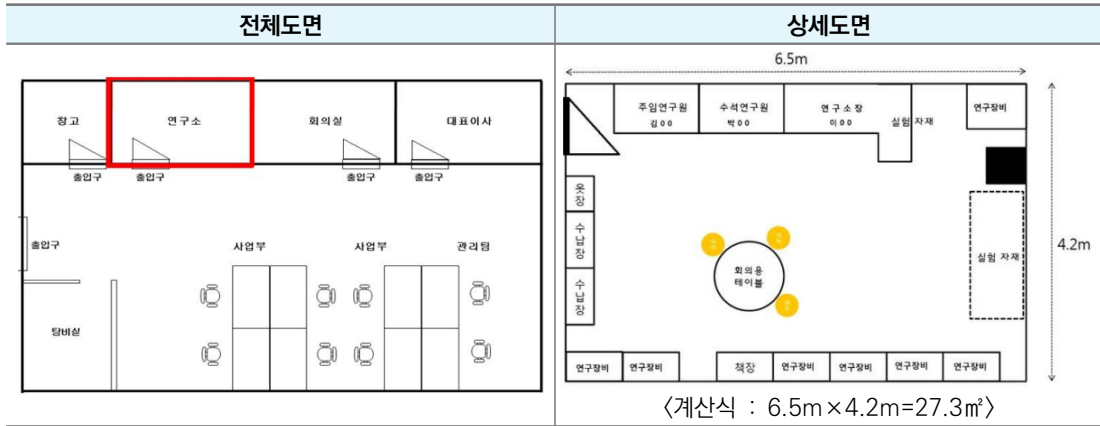 전체도면
상세도면
창고
연구소
회의실
대표이사
출입구
출입구
출입구
출입구
출입구
사업부
사업부
관리팀
탕비실
6.5m
주임연구원
김00
수석연구원
박00
연구소장
이00
실험 자재
연구장비
옷장
수납장
수납장
회의용
테이블
실험 자재
4.2m
연구장비
연구장비
책장
연구장비
연구장비
연구장비
연구장비
〈계산식 : 6.5m×4.2m=27.3㎡〉